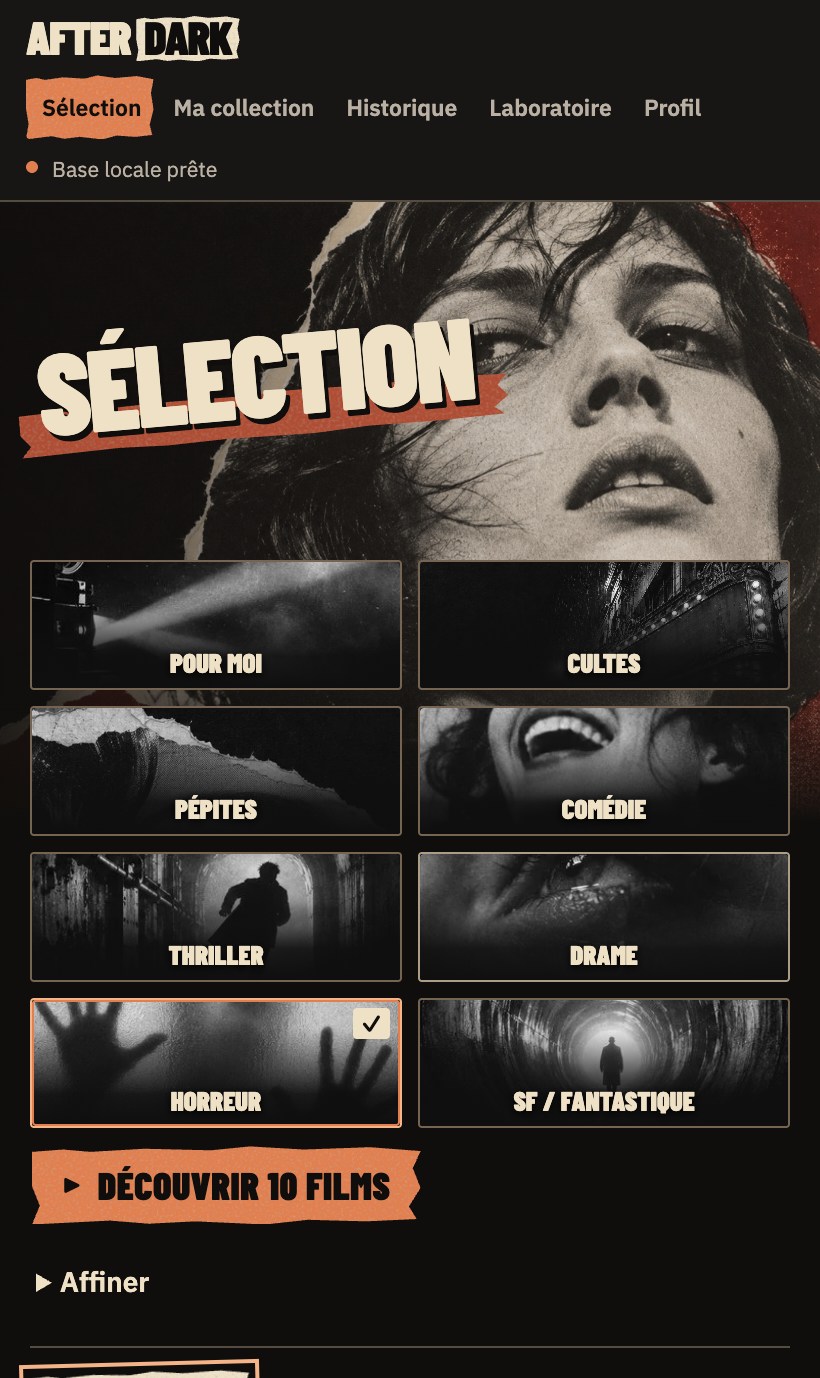 AFTER DARK
Sélection Ma collection Historique Laboratoire Profil
Base locale prête
SÉLECTION
POUR MOI CULTES
PÉPITES COMÉDIE
THRILLER DRAME
HORREUR SF / FANTASTIQUE
DÉCOUVRIR 10 FILMS
Affiner